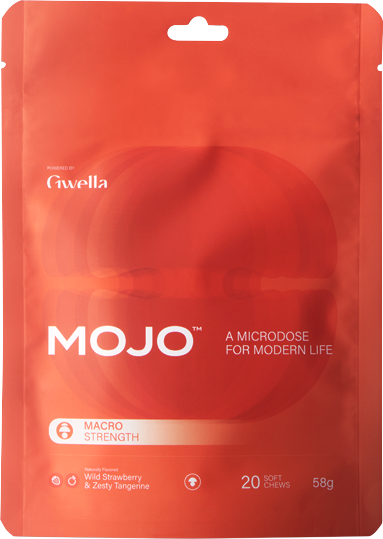 POWERED BY
Gwella
MOJO™
A MICRODOSE
FOR MODERN LIFE
MACRO
STRENGTH
Naturally Flavored
Wild Strawberry
& Zesty Tangerine
20 SOFT
CHEWS
58g